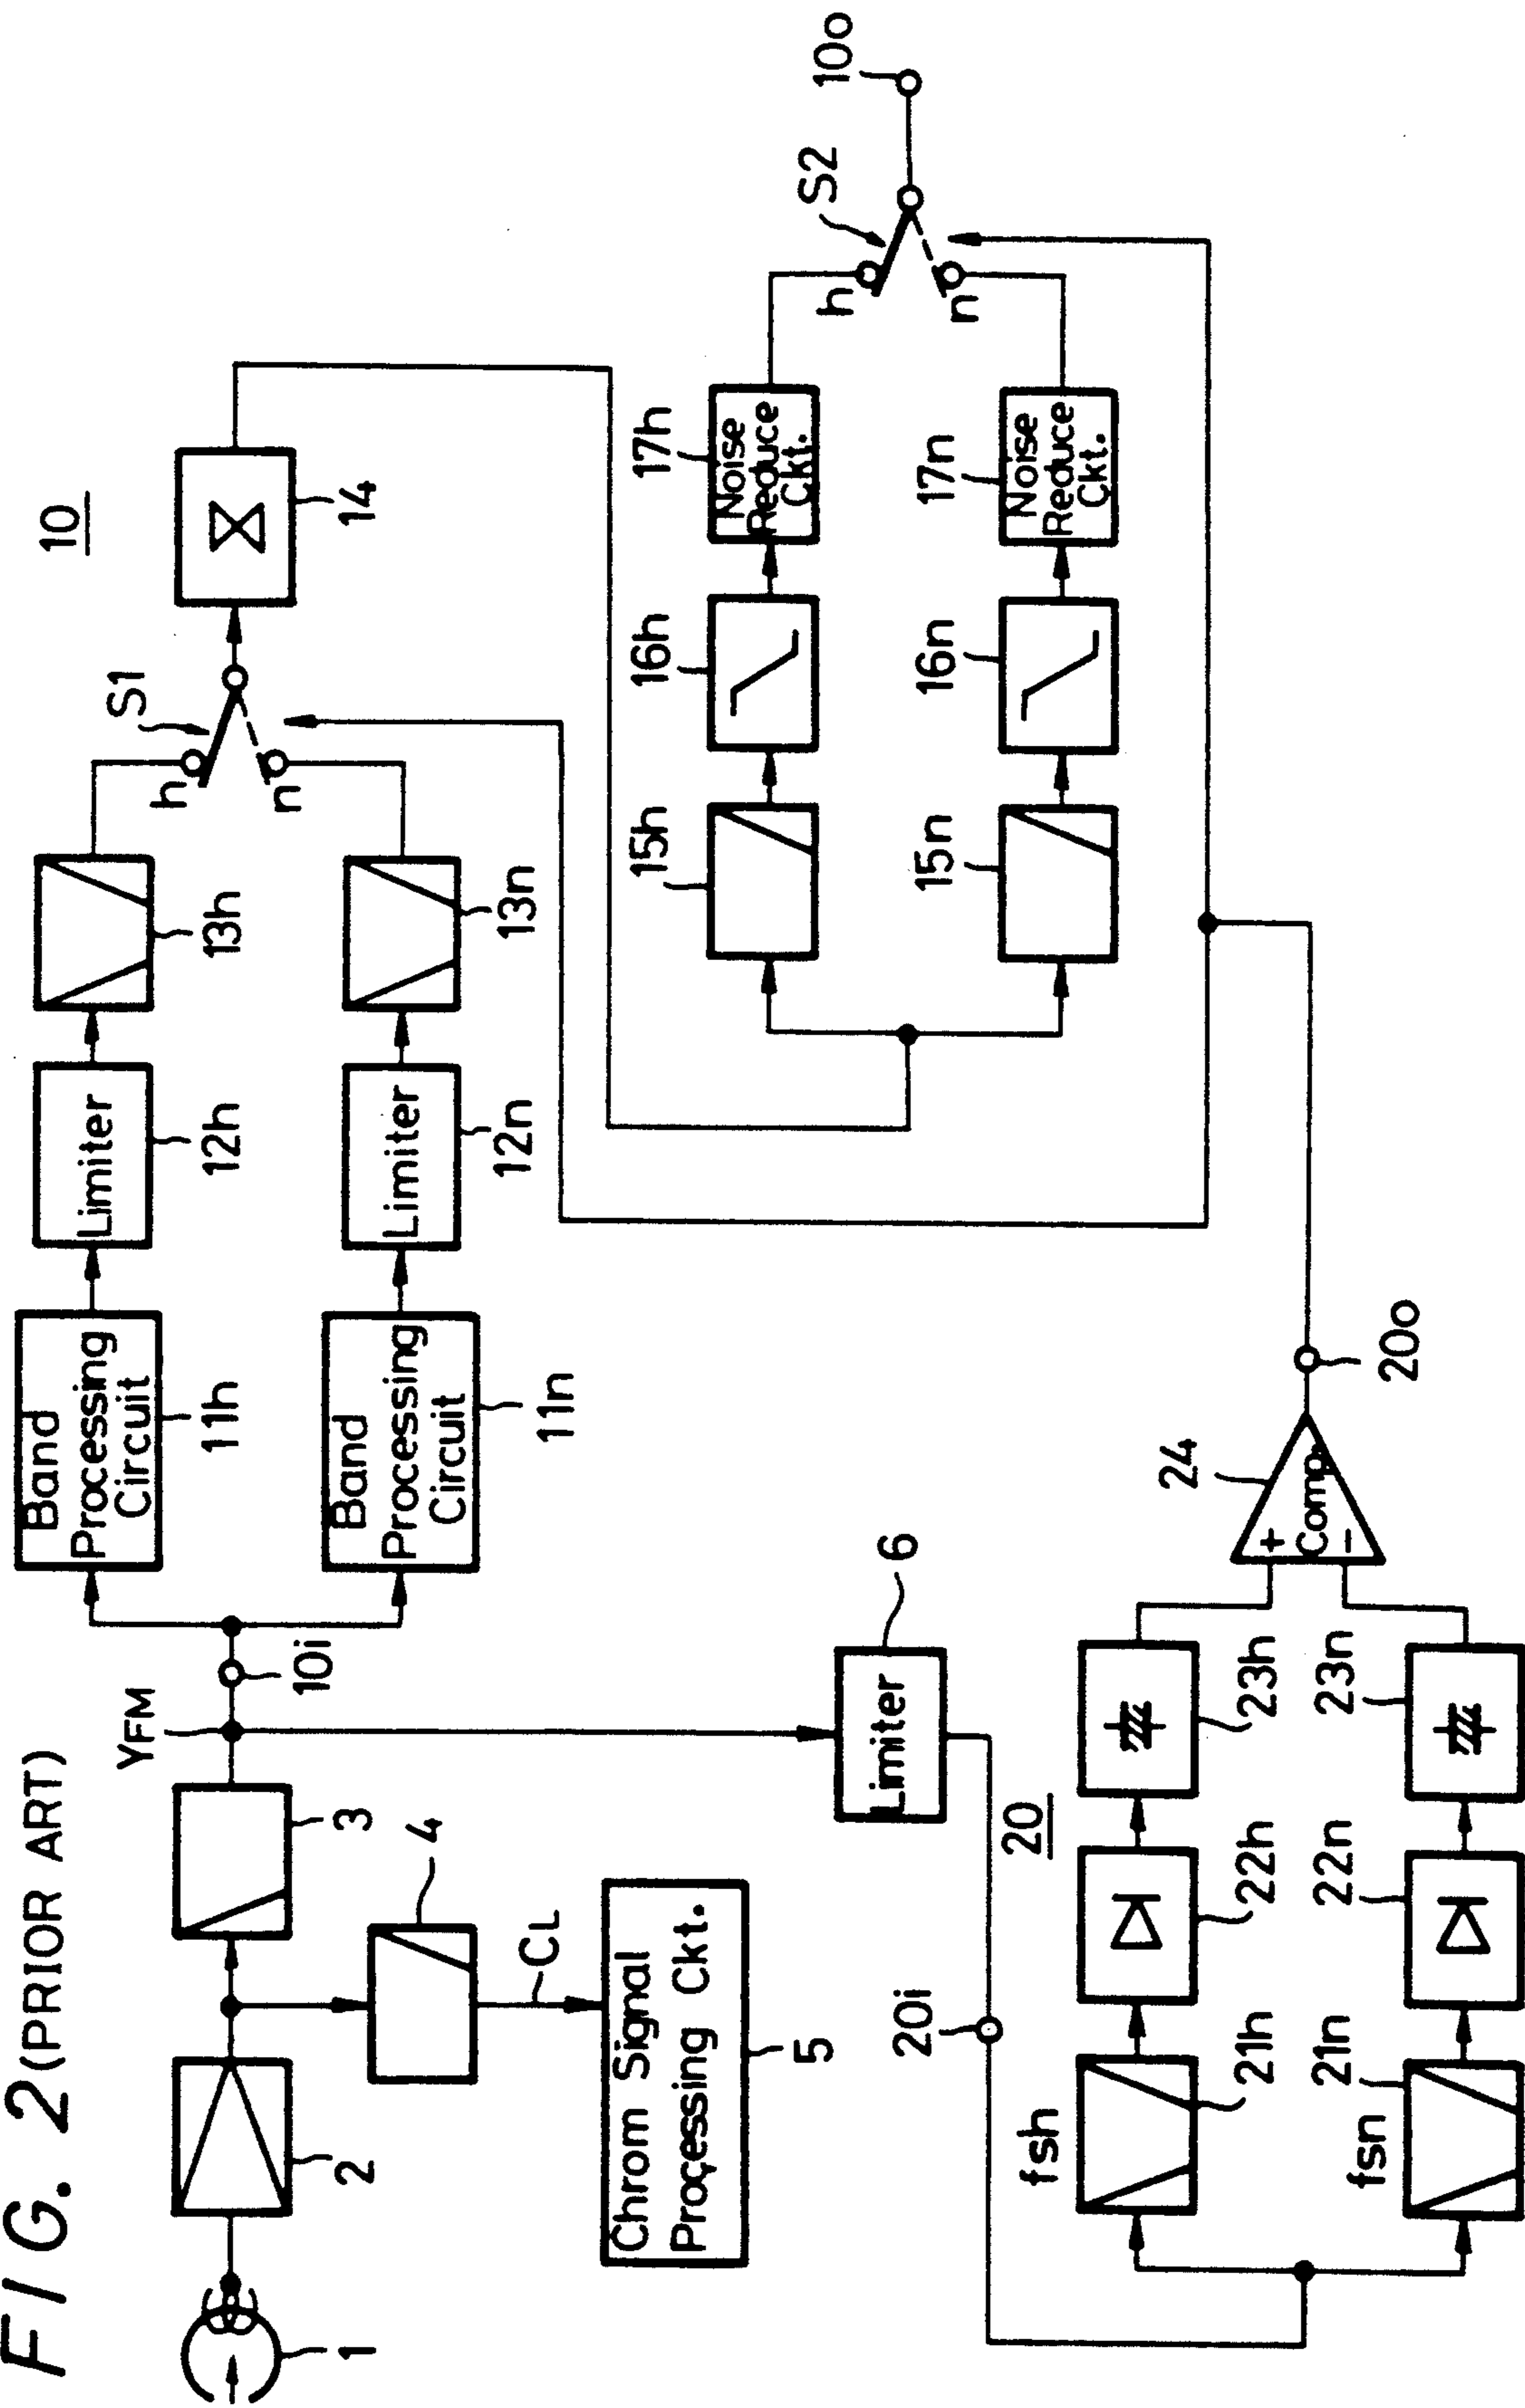 FIG. 2 (PRIOR ART)
10
Band
Processing
Circuit
11h
Limiter
12h
13h
h
S1
n
14
Band
Processing
Circuit
11n
Limiter
12n
13n
1
2
3
YFM
10i
4
CL
Chrom Signal
Processing Ckt.
5
Limiter
6
15h
16h
Noise
Reduce
Ckt.
17h
h
S2
n
10o
15n
16n
Noise
Reduce
Ckt.
17n
20i
20
fsh
21h
22h
23h
fsn
21n
22n
23n
+
Comp.
−
24
20o